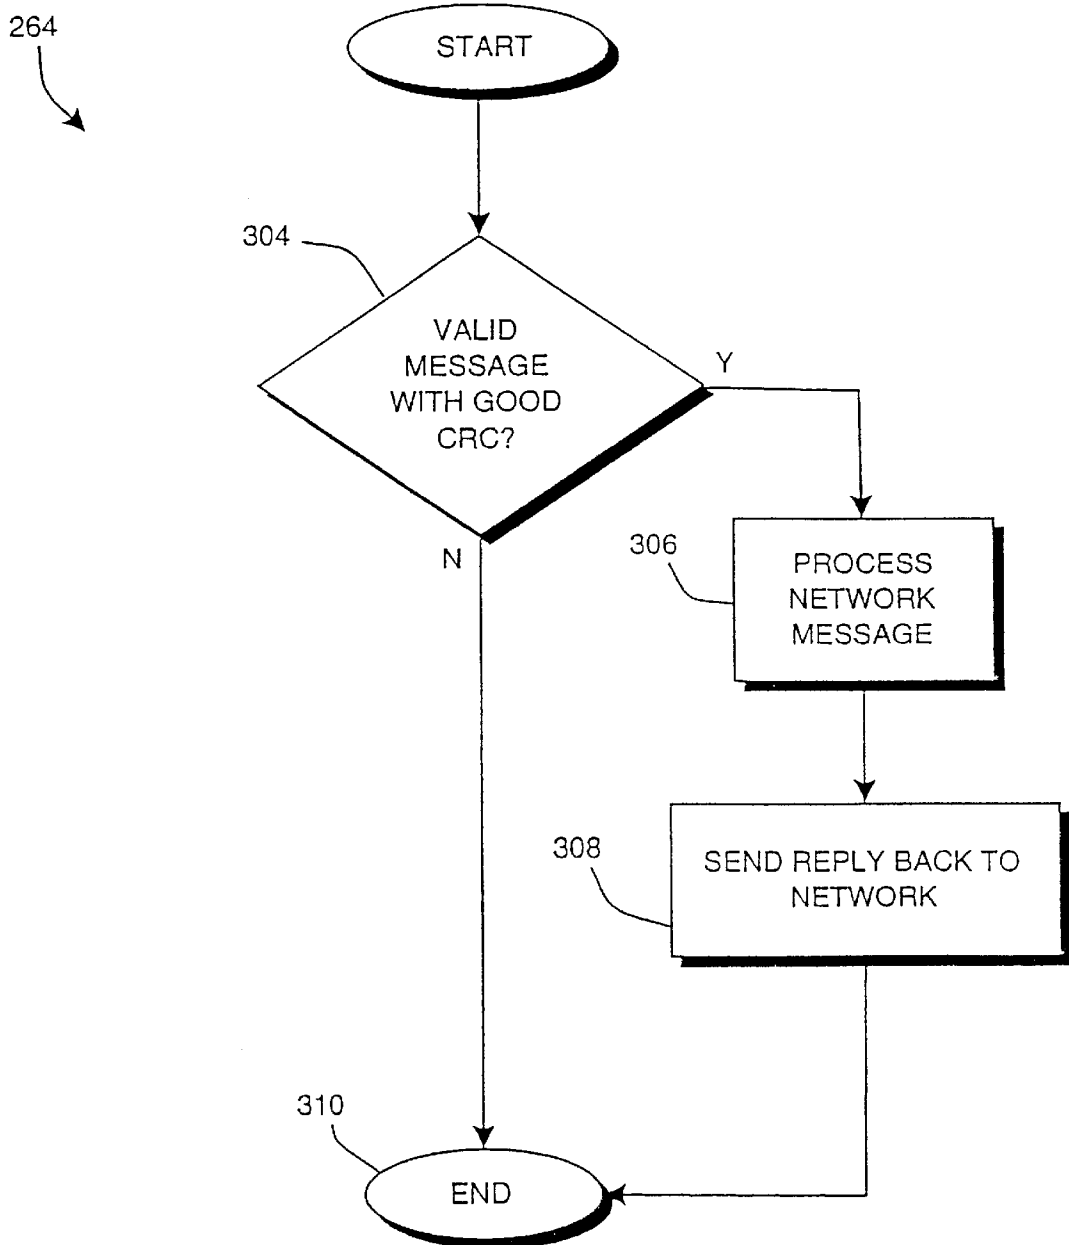 264
START
304
VALID
MESSAGE
WITH GOOD
CRC?
Y
N
306
PROCESS
NETWORK
MESSAGE
308
SEND REPLY BACK TO
NETWORK
310
END